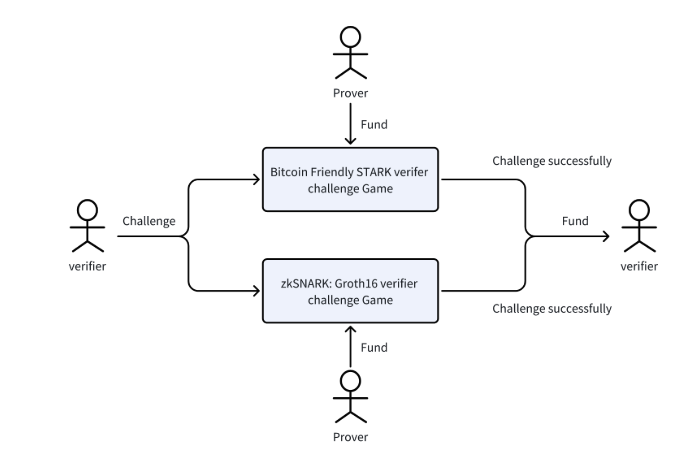 Prover
Fund
Challenge successfully
Bitcoin Friendly STARK verifer
challenge Game
Challenge
Fund
verifier
verifier
zkSNARK: Groth16 verifier
challenge Game
Challenge successfully
Fund
Prover